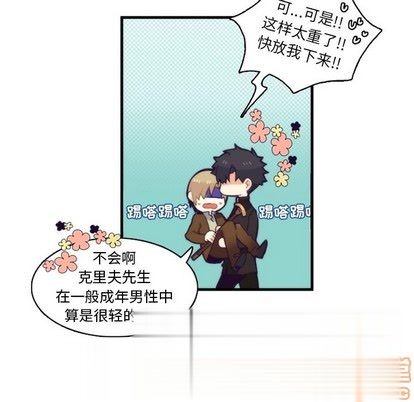 可…可是!!
这样太重了!!
快放我下来!!
踢嗒踢嗒
踢嗒踢嗒
不会啊
克里夫先生
在一般成年男性中
算是很轻的